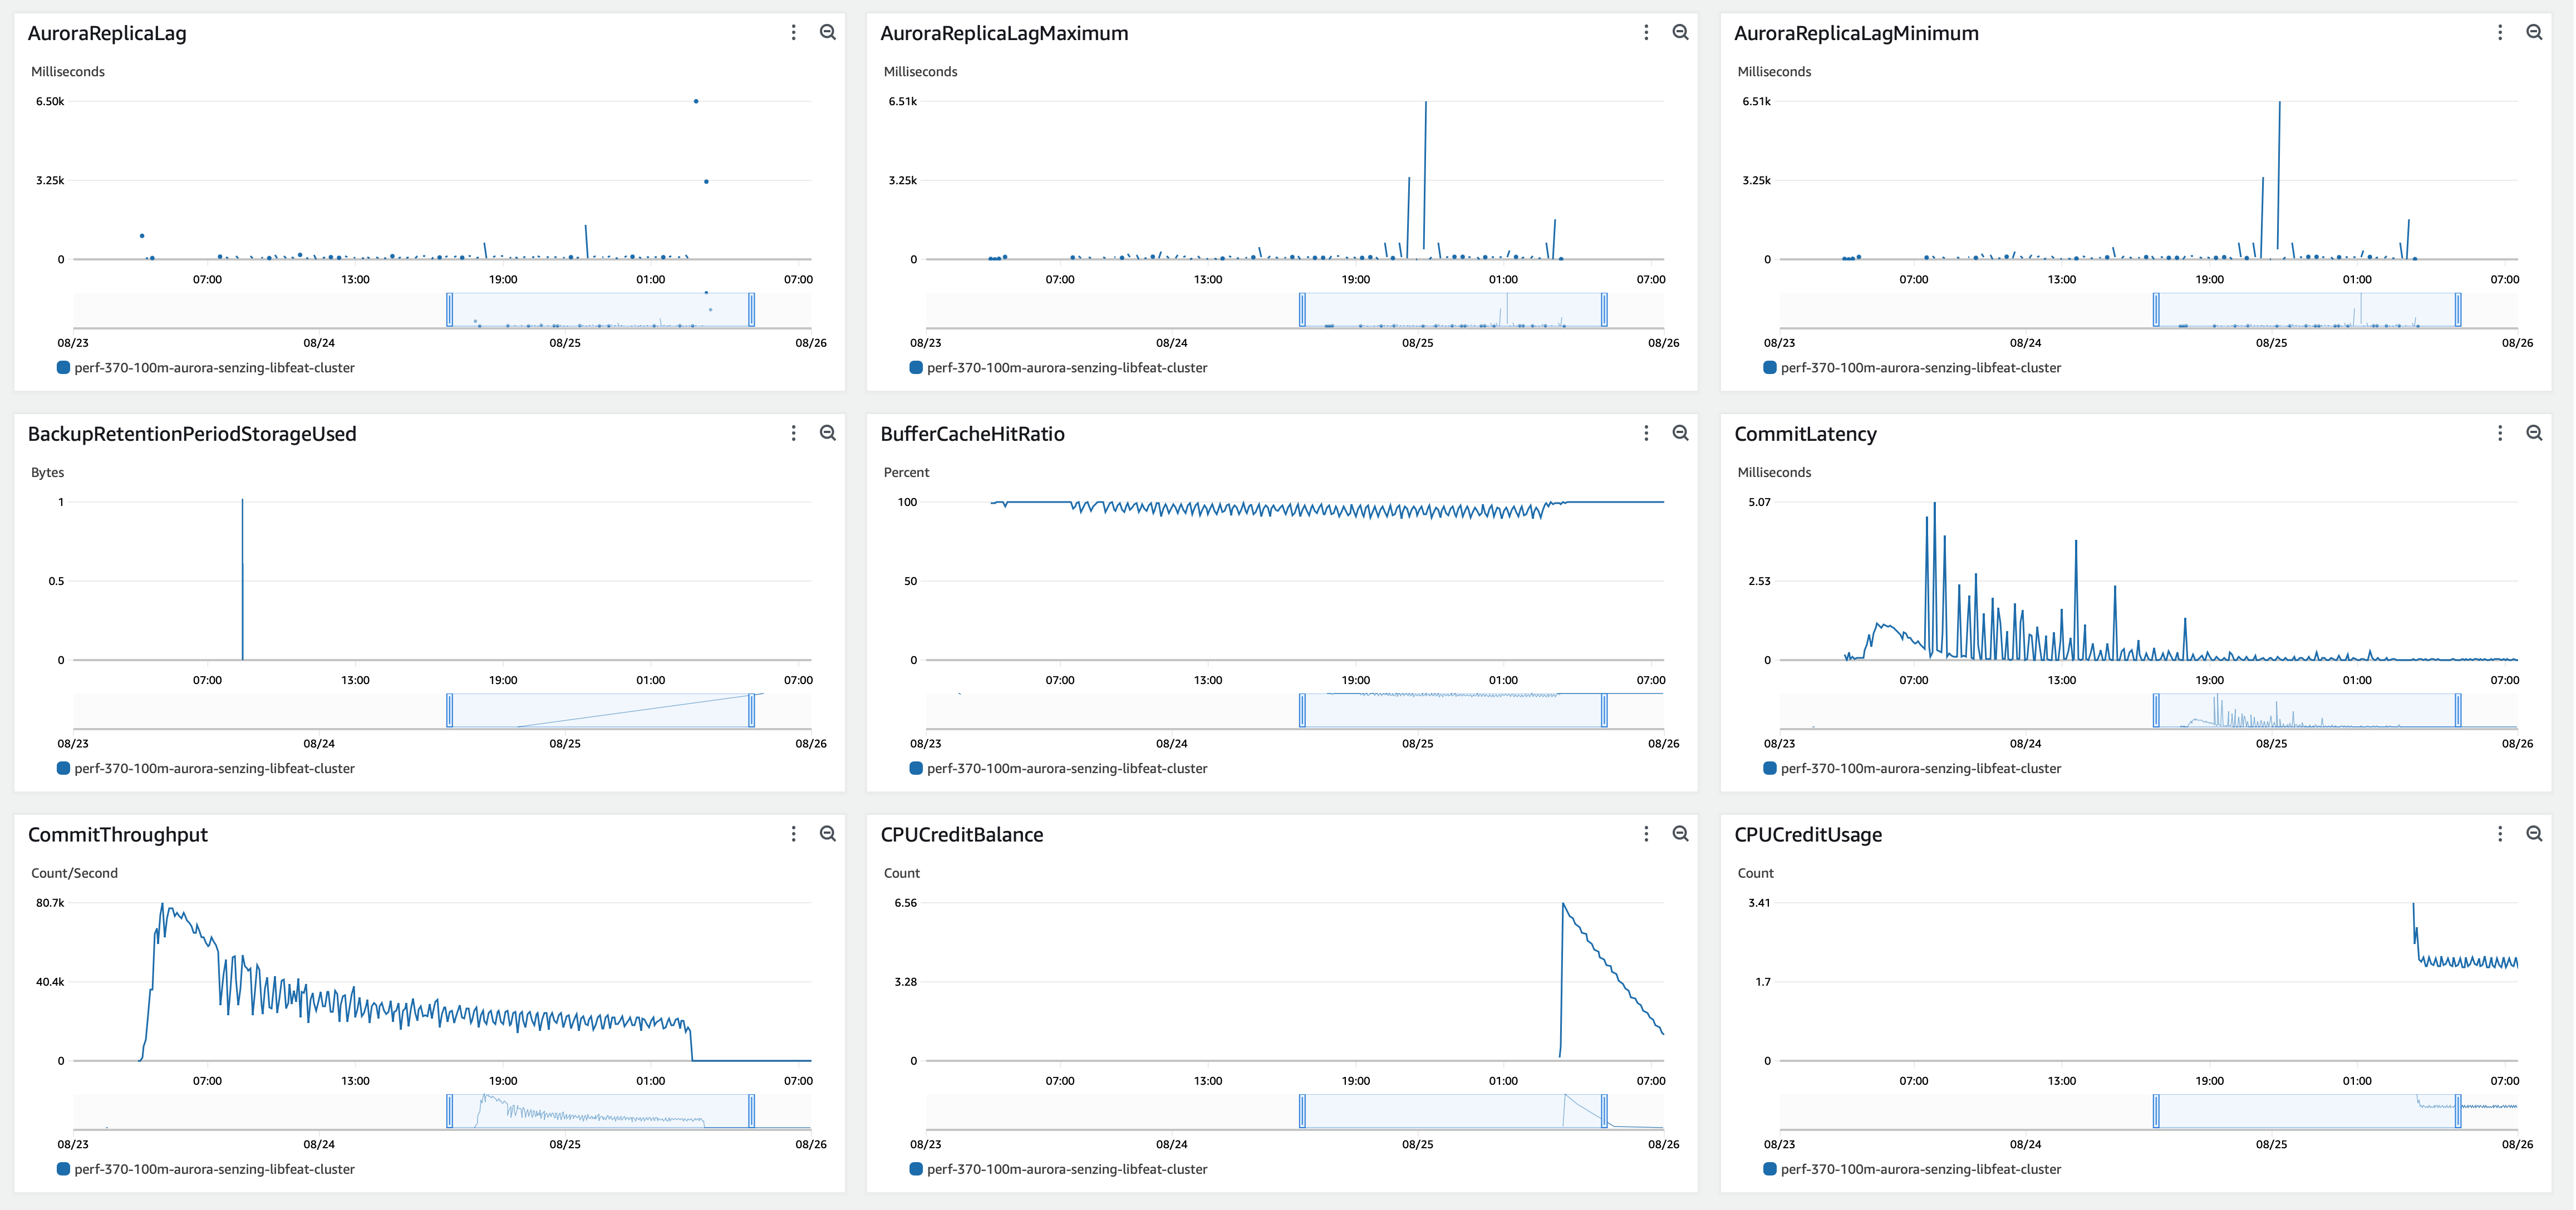 AuroraReplicaLag
Milliseconds
6.50k
3.25k
0
07:00 13:00 19:00 01:00 07:00
08/23 08/24 08/25 08/26
perf-370-100m-aurora-senzing-libfeat-cluster
AuroraReplicaLagMaximum
Milliseconds
6.51k
3.25k
0
07:00 13:00 19:00 01:00 07:00
08/23 08/24 08/25 08/26
perf-370-100m-aurora-senzing-libfeat-cluster
AuroraReplicaLagMinimum
Milliseconds
6.51k
3.25k
0
07:00 13:00 19:00 01:00 07:00
08/23 08/24 08/25 08/26
perf-370-100m-aurora-senzing-libfeat-cluster
BackupRetentionPeriodStorageUsed
Bytes
1
0.5
0
07:00 13:00 19:00 01:00 07:00
08/23 08/24 08/25 08/26
perf-370-100m-aurora-senzing-libfeat-cluster
BufferCacheHitRatio
Percent
100
50
0
07:00 13:00 19:00 01:00 07:00
08/23 08/24 08/25 08/26
perf-370-100m-aurora-senzing-libfeat-cluster
CommitLatency
Milliseconds
5.07
2.53
0
07:00 13:00 19:00 01:00 07:00
08/23 08/24 08/25 08/26
perf-370-100m-aurora-senzing-libfeat-cluster
CommitThroughput
Count/Second
80.7k
40.4k
0
07:00 13:00 19:00 01:00 07:00
08/23 08/24 08/25 08/26
perf-370-100m-aurora-senzing-libfeat-cluster
CPUCreditBalance
Count
6.56
3.28
0
07:00 13:00 19:00 01:00 07:00
08/23 08/24 08/25 08/26
perf-370-100m-aurora-senzing-libfeat-cluster
CPUCreditUsage
Count
3.41
1.7
0
07:00 13:00 19:00 01:00 07:00
08/23 08/24 08/25 08/26
perf-370-100m-aurora-senzing-libfeat-cluster